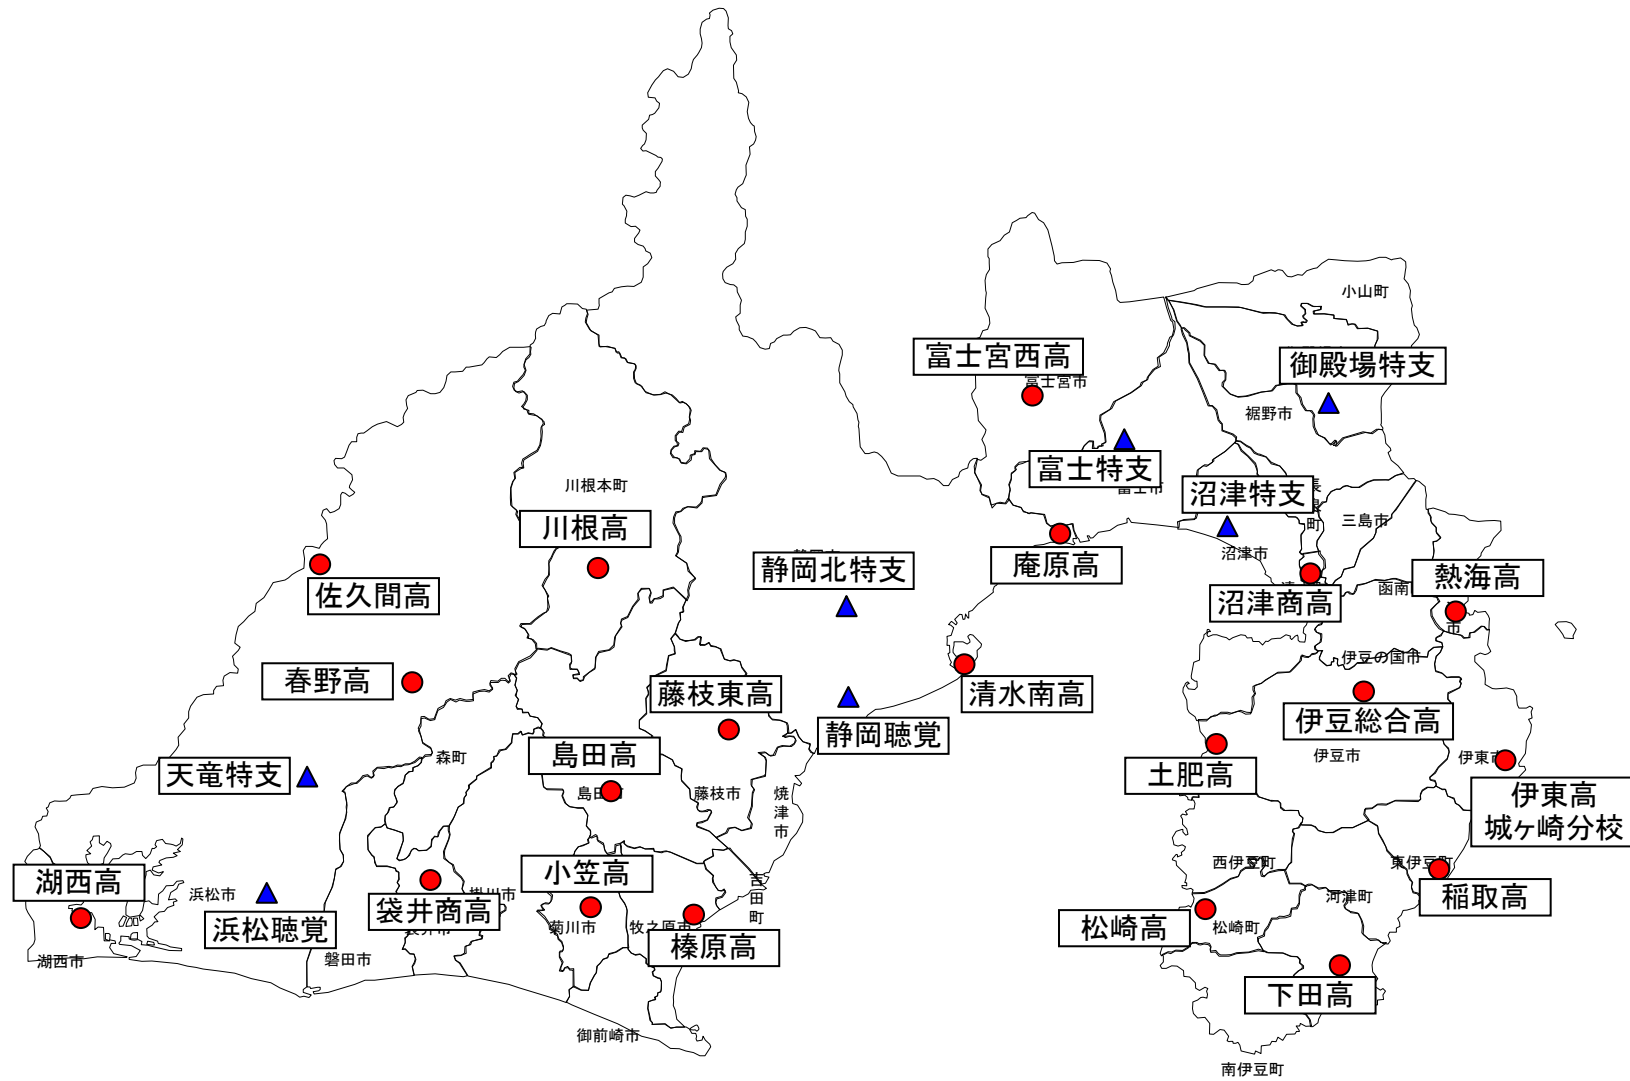 小山町
富士宮西高
御殿場特支
富士宮市
裾野市
富士特支
川根本町
沼津特支
三島市
川根高
静岡北特支
庵原高
沼津市
熱海高
函南
市
佐久間高
沼津商高
伊豆の国市
春野高
藤枝東高
清水南高
伊豆総合高
静岡聴覚
島田高
森町
伊豆市
伊東市
土肥高
天竜特支
藤枝市
焼津市
伊東高
城ヶ崎分校
西伊豆町
東伊豆町
小笠高
湖西高
浜松市
吉田町
稲取高
河津町
袋井商高
浜松聴覚
菊川市
牧之原市
松崎高
松崎町
榛原高
湖西市
磐田市
下田高
御前崎市
南伊豆町